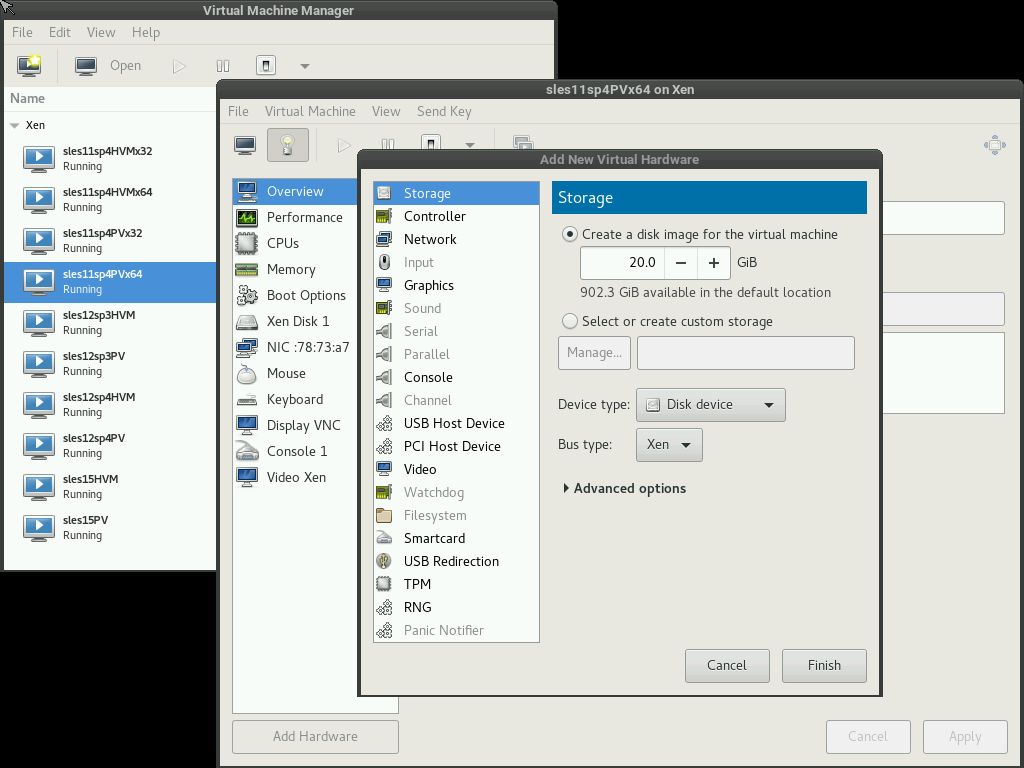 Virtual Machine Manager
File Edit View Help
Open
Name
Xen
sles11sp4HVMx32
Running
sles11sp4HVMx64
Running
sles11sp4PVx32
Running
sles11sp4PVx64
Running
sles12sp3HVM
Running
sles12sp3PV
Running
sles12sp4HVM
Running
sles12sp4PV
Running
sles15HVM
Running
sles15PV
Running
sles11sp4PVx64 on Xen
File Virtual Machine View Send Key
Overview
Performance
CPUs
Memory
Boot Options
Xen Disk 1
NIC :78:73:a7
Mouse
Keyboard
Display VNC
Console 1
Video Xen
Add Hardware
Cancel Apply
Add New Virtual Hardware
Storage
Controller
Network
Input
Graphics
Sound
Serial
Parallel
Console
Channel
USB Host Device
PCI Host Device
Video
Watchdog
Filesystem
Smartcard
USB Redirection
TPM
RNG
Panic Notifier
Storage
Create a disk image for the virtual machine
20.0 − + GiB
902.3 GiB available in the default location
Select or create custom storage
Manage...
Device type: Disk device
Bus type: Xen
Advanced options
Cancel Finish